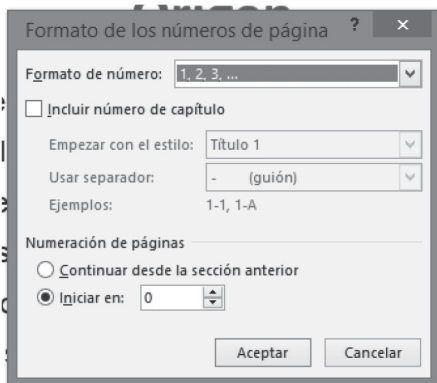 Formato de los números de página ? ×
Formato de número: 1, 2, 3, ...
Incluir número de capítulo
Empezar con el estilo: Título 1
Usar separador: - (guión)
Ejemplos: 1-1, 1-A
Numeración de páginas
Continuar desde la sección anterior
Iniciar en: 0
Aceptar Cancelar